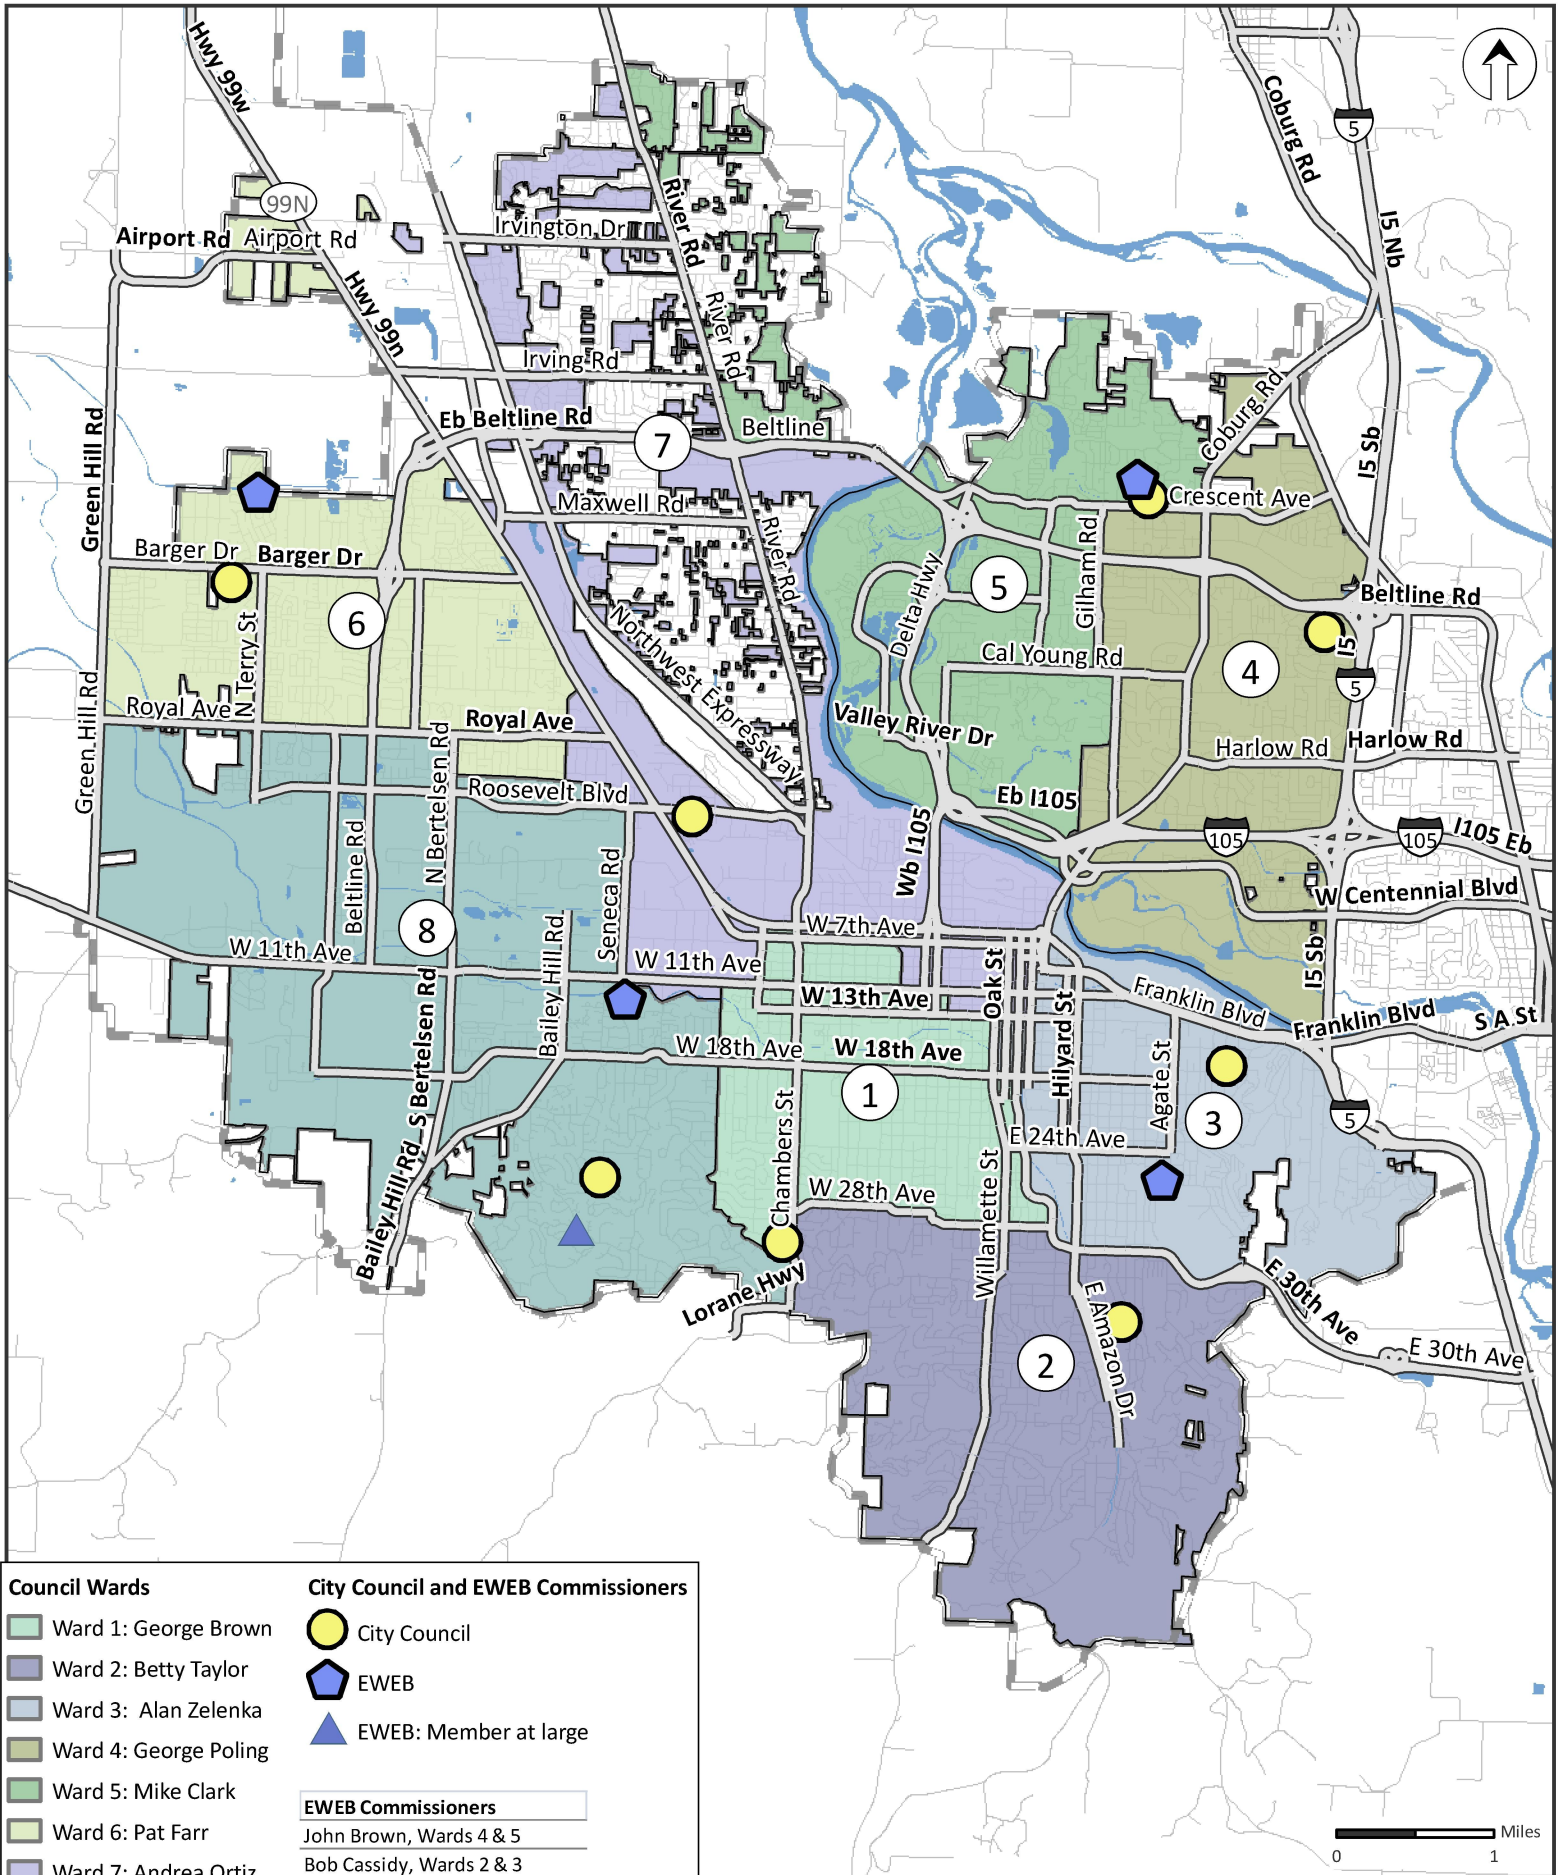 Hwy 99w
Coburg Rd
5
99N
River Rd
I5 Nb
Irvington Dr
Airport Rd
Airport Rd
Hwy 99n
River Rd
Irving Rd
Coburg Rd
Green Hill Rd
Eb Beltline Rd
Beltline
7
I5 Sb
Maxwell Rd
Crescent Ave
River Rd
Gilham Rd
Barger Dr
Barger Dr
Delta Hwy
5
Beltline Rd
6
N Terry St
Northwest Expressway
Cal Young Rd
I5
4
5
Green Hill Rd
Royal Ave
Royal Ave
Valley River Dr
Harlow Rd
Harlow Rd
N Bertelsen Rd
Roosevelt Blvd
Eb I105
Wb I105
105
105
I105 Eb
Beltline Rd
Seneca Rd
W Centennial Blvd
8
W 7th Ave
W 11th Ave
Bailey Hill Rd
W 11th Ave
Oak St
I5 Sb
W 13th Ave
Franklin Blvd
Franklin Blvd
S A St
S Bertelsen Rd
Hilyard St
W 18th Ave
W 18th Ave
Agate St
1
3
5
Chambers St
E 24th Ave
Bailey Hill Rd
W 28th Ave
Willamette St
Lorane Hwy
E 30th Ave
E Amazon Dr
E 30th Ave
2
Council Wards
Ward 1: George Brown
Ward 2: Betty Taylor
Ward 3: Alan Zelenka
Ward 4: George Poling
Ward 5: Mike Clark
Ward 6: Pat Farr
Ward 7: Andrea Ortiz
City Council and EWEB Commissioners
City Council
EWEB
EWEB: Member at large
EWEB Commissioners
John Brown, Wards 4 & 5
Bob Cassidy, Wards 2 & 3
Miles
0
1